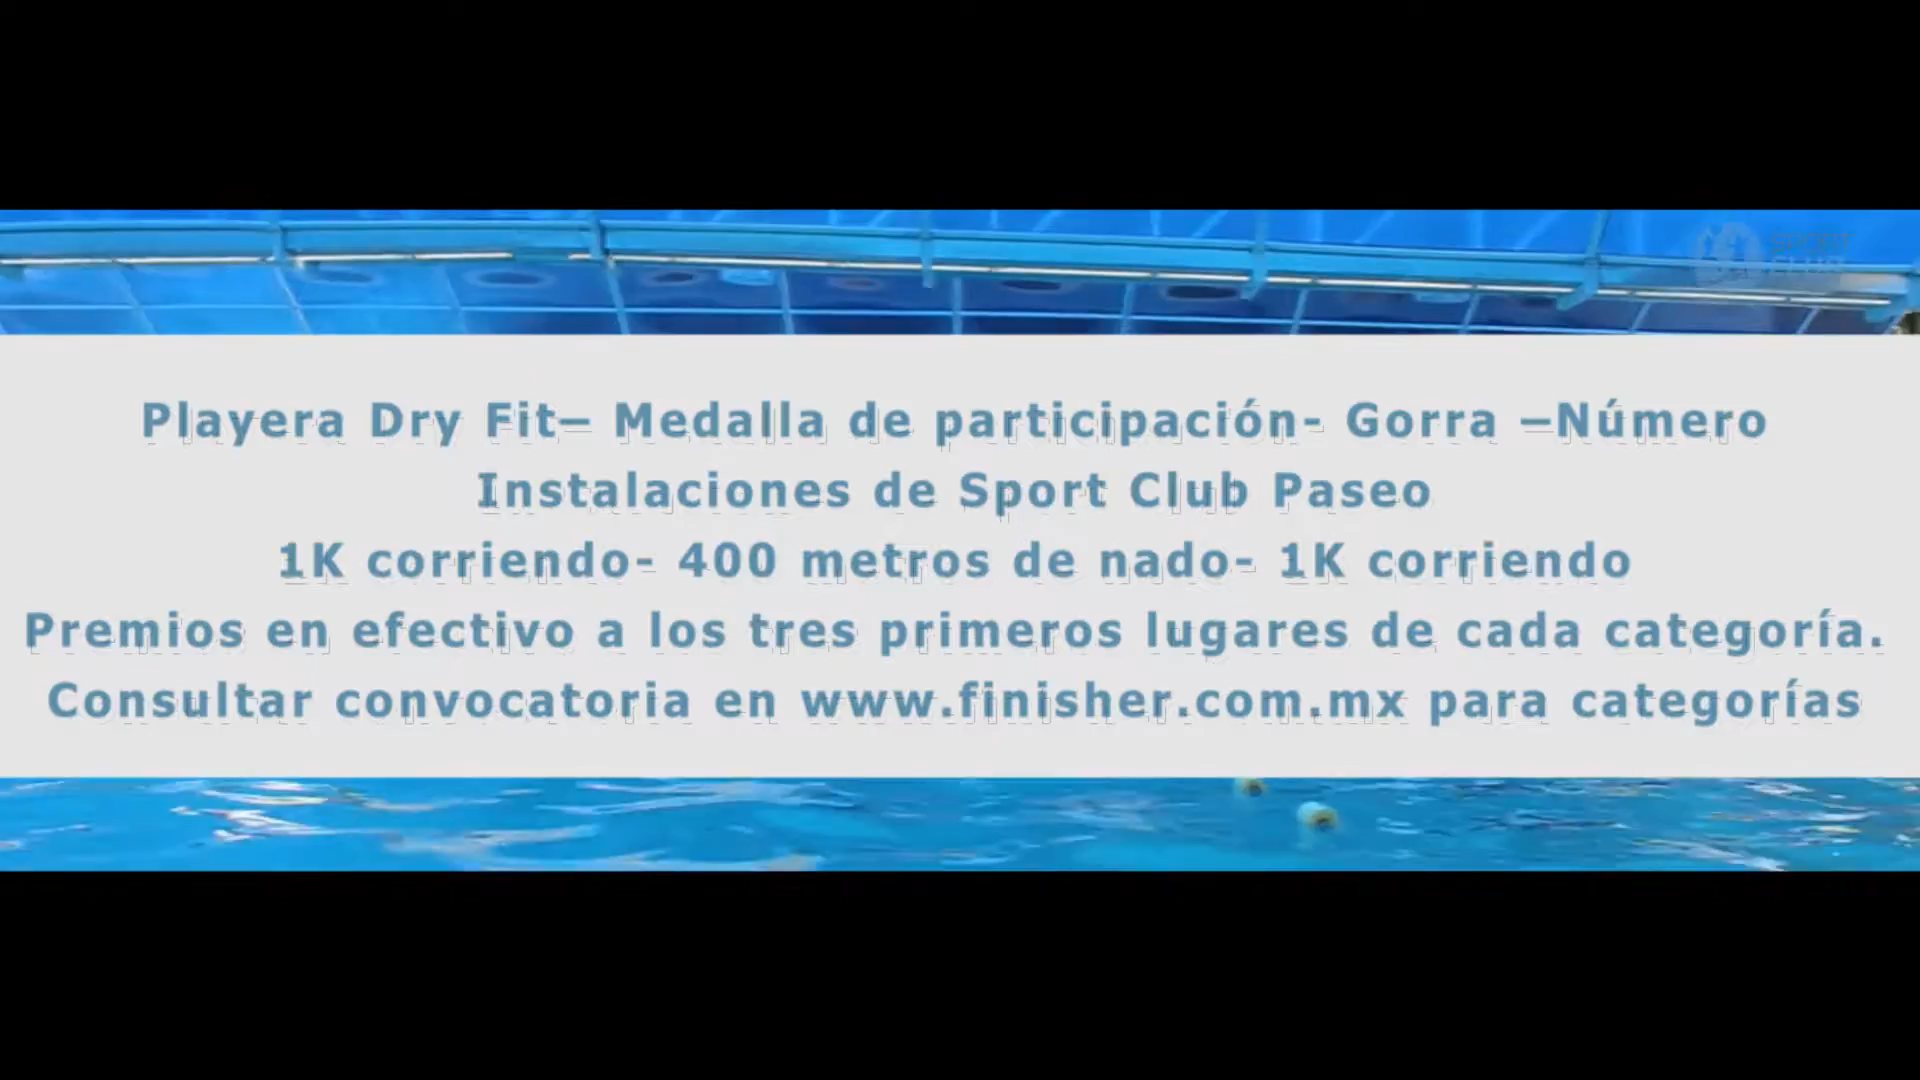 SPORT
CLUB
Playera Dry Fit– Medalla de participación- Gorra –Número
Instalaciones de Sport Club Paseo
1K corriendo- 400 metros de nado- 1K corriendo
Premios en efectivo a los tres primeros lugares de cada categoría.
Consultar convocatoria en www.finisher.com.mx para categorías